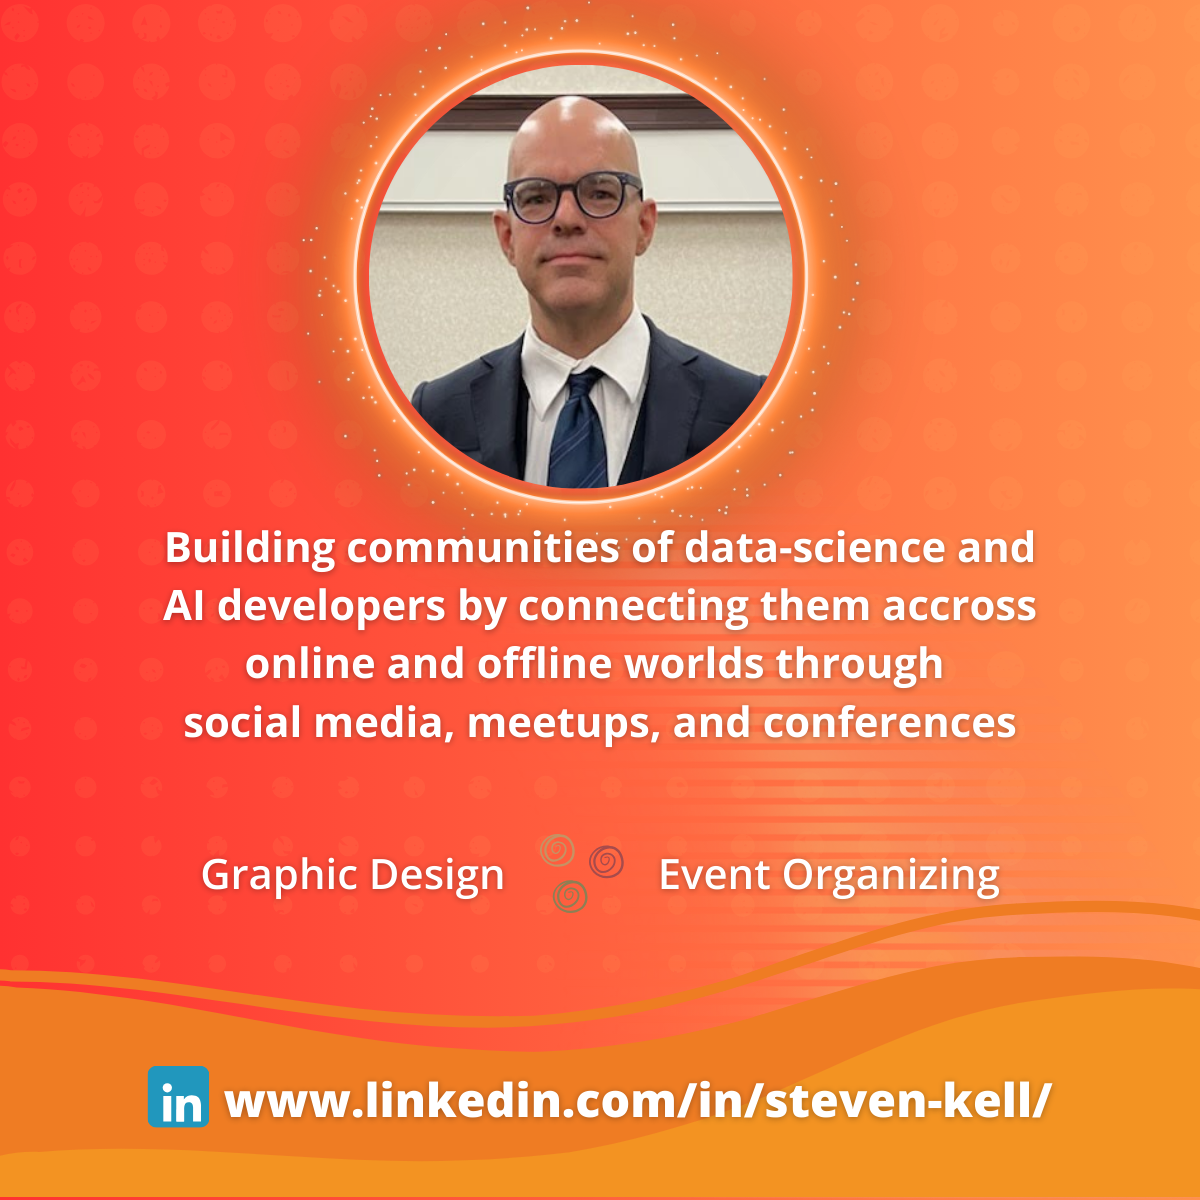 Building communities of data-science and
AI developers by connecting them accross
online and offline worlds through
social media, meetups, and conferences
Graphic Design
Event Organizing
in www.linkedin.com/in/steven-kell/